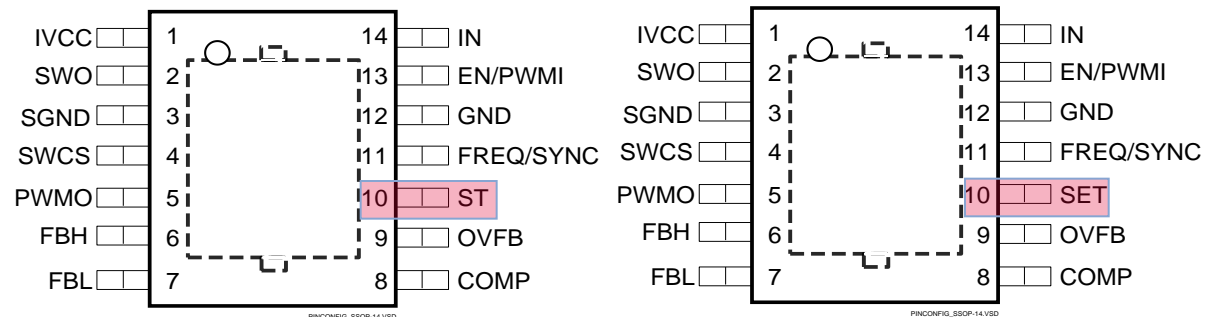 IVCC 1 14 IN
SWO 2 13 EN/PWMI
SGND 3 12 GND
SWCS 4 11 FREQ/SYNC
PWMO 5 10 ST
FBH 6 9 OVFB
FBL 7 8 COMP
PINCONFIG_SSOP-14.VSD
IVCC 1 14 IN
SWO 2 13 EN/PWMI
SGND 3 12 GND
SWCS 4 11 FREQ/SYNC
PWMO 5 10 SET
FBH 6 9 OVFB
FBL 7 8 COMP
PINCONFIG_SSOP-14.VSD